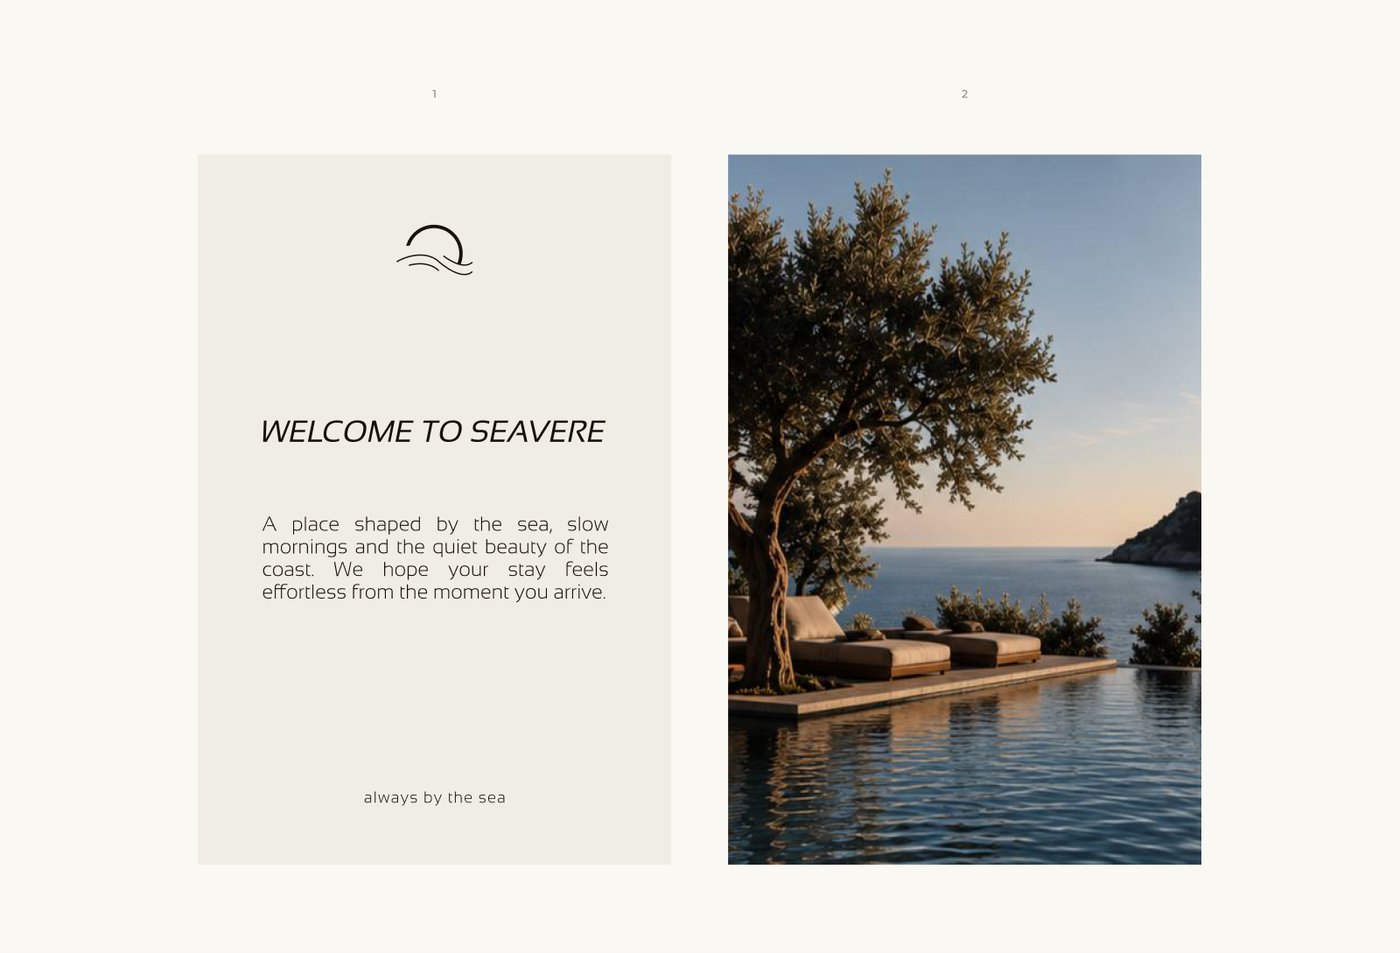 1
2
WELCOME TO SEAVERE
A place shaped by the sea, slow
mornings and the quiet beauty of the
coast. We hope your stay feels
effortless from the moment you arrive.
always by the sea